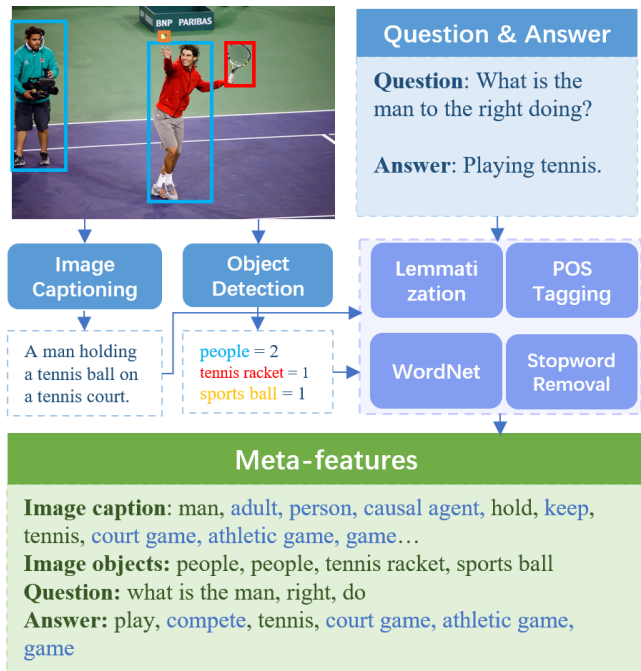 BNP PARIBAS
Question & Answer
Question: What is the
man to the right doing?
Answer: Playing tennis.
Image
Captioning
Object
Detection
Lemmati
zation
POS
Tagging
A man holding
a tennis ball on
a tennis court.
people = 2
tennis racket = 1
sports ball = 1
WordNet
Stopword
Removal
Meta-features
Image caption: man, adult, person, causal agent, hold, keep,
tennis, court game, athletic game, game…
Image objects: people, people, tennis racket, sports ball
Question: what is the man, right, do
Answer: play, compete, tennis, court game, athletic game,
game